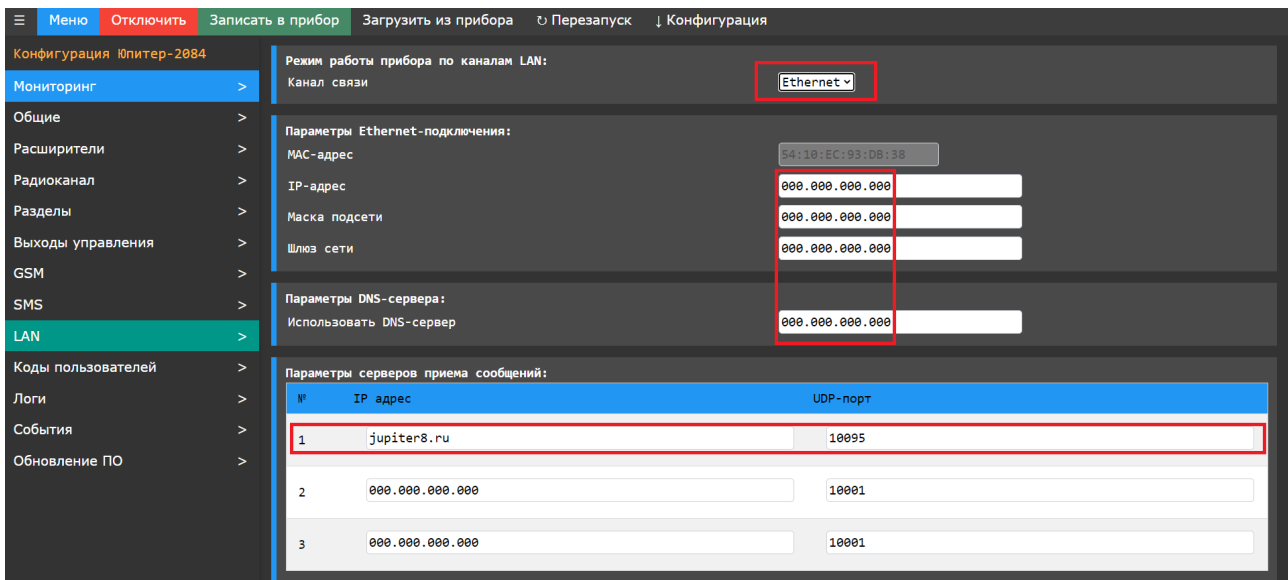 ☰ Меню Отключить Записать в прибор Загрузить из прибора ↻ Перезапуск ↓ Конфигурация
Конфигурация Юпитер-2084
Мониторинг >
Общие >
Расширители >
Радиоканал >
Разделы >
Выходы управления >
GSM >
SMS >
LAN >
Коды пользователей >
Логи >
События >
Обновление ПО >
Режим работы прибора по каналам LAN:
Канал связи Ethernet
Параметры Ethernet-подключения:
MAC-адрес 54:10:EC:93:DB:38
IP-адрес 000.000.000.000
Маска подсети 000.000.000.000
Шлюз сети 000.000.000.000
Параметры DNS-сервера:
Использовать DNS-сервер 000.000.000.000
Параметры серверов приема сообщений:
№ IP адрес UDP-порт
1 jupiter8.ru 10095
2 000.000.000.000 10001
3 000.000.000.000 10001